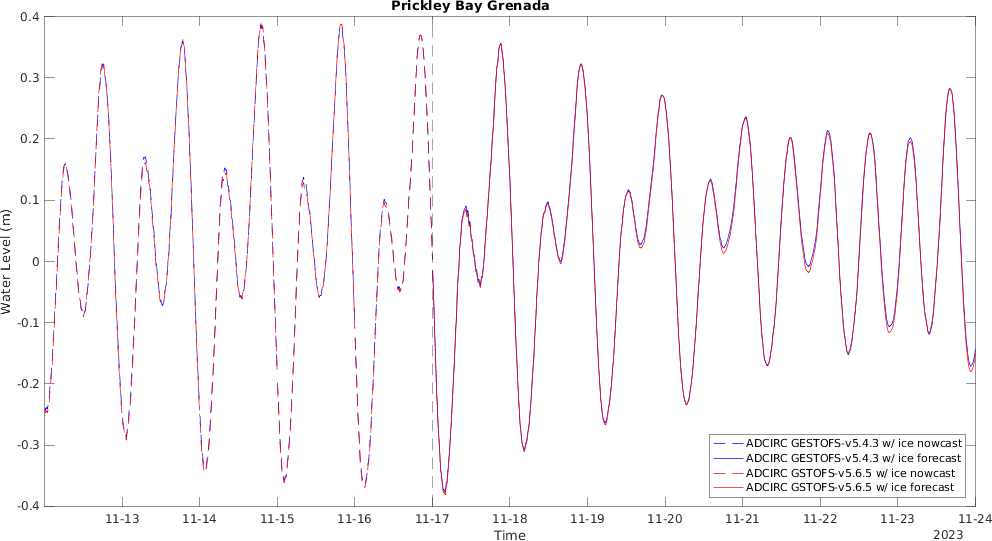 Prickley Bay Grenada
0.4
0.3
0.2
0.1
0
-0.1
-0.2
-0.3
-0.4
Water Level (m)
ADCIRC GESTOFS-v5.4.3 w/ ice nowcast
ADCIRC GESTOFS-v5.4.3 w/ ice forecast
ADCIRC GSTOFS-v5.6.5 w/ ice nowcast
ADCIRC GSTOFS-v5.6.5 w/ ice forecast
11-13 11-14 11-15 11-16 11-17 11-18 11-19 11-20 11-21 11-22 11-23 11-24
Time
2023